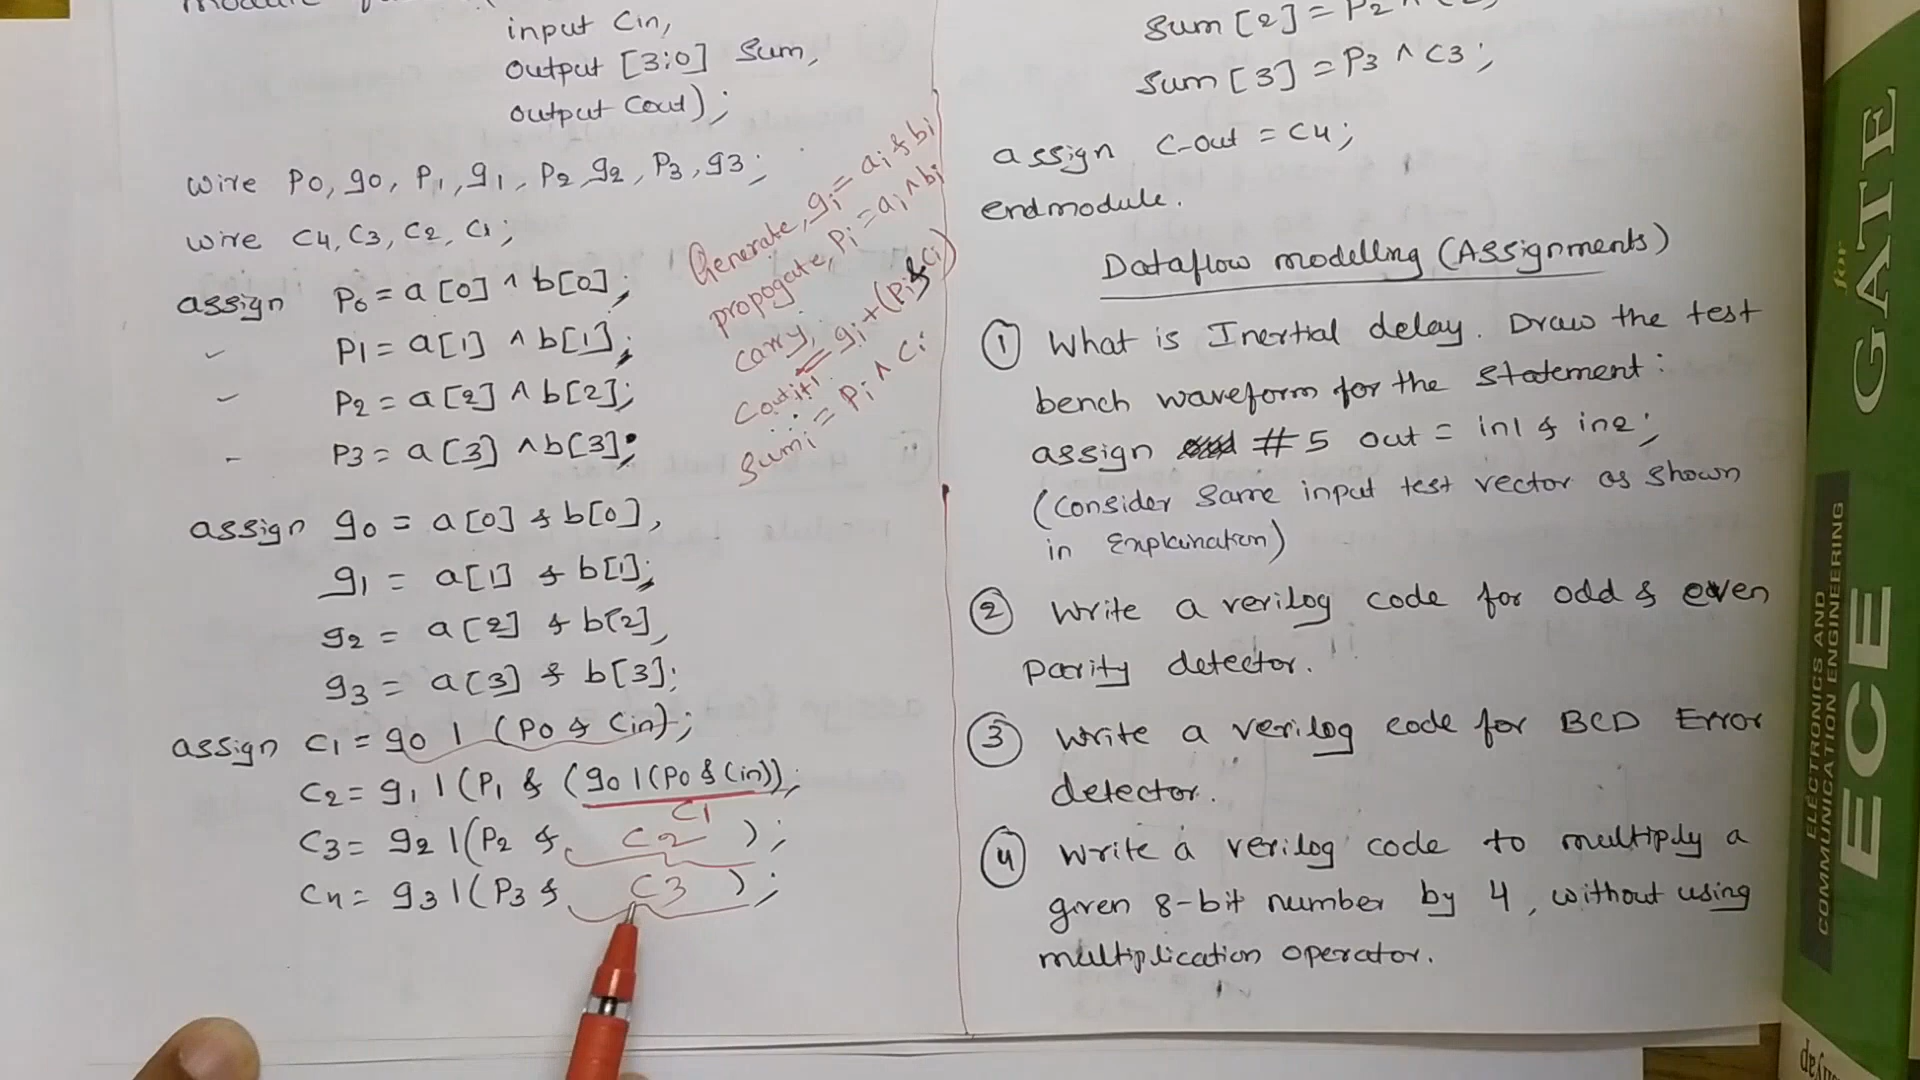 input Cin,
output [3:0] Sum,
output Cout);
wire P0, g0, P1, g1, P2 g2, P3, g3;
wire C4, C3, C2, C1;
assign P0 = a[0] ^ b[0];
P1 = a[1] ^ b[1];
P2 = a[2] ^ b[2];
P3 = a[3] ^ b[3];
assign g0 = a[0] & b[0],
g1 = a[1] & b[1];
g2 = a[2] & b[2],
g3 = a[3] & b[3];
assign C1 = g0 | (P0 & Cin);
C2 = g1 | (P1 & (g0 | (P0 & Cin));
C1
C3 = g2 | (P2 & C2 );
C4 = g3 | (P3 & C3 );
Generate, gi = ai & bi
propogate, Pi = ai ^ bi
carry,
Couti+1 = gi + (Pi & Ci)
Sumi = Pi ^ Ci
Sum [2] = P2 ^
Sum [3] = P3 ^ C3;
assign C-out = C4;
endmodule.
Dataflow modelling (Assignments)
① What is Inertial delay. Draw the test
bench waveform for the statement:
assign #5 out = in1 & in2;
(Consider same input test vector as shown
in Explaination)
② Write a verilog code for odd & even
parity detector.
③ Write a verilog code for BCD Error
detector.
④ Write a verilog code to multiply a
given 8-bit number by 4, without using
multiplication operator.
for
GATE
ELECTRONICS AND
COMMUNICATION ENGINEERING
ECE